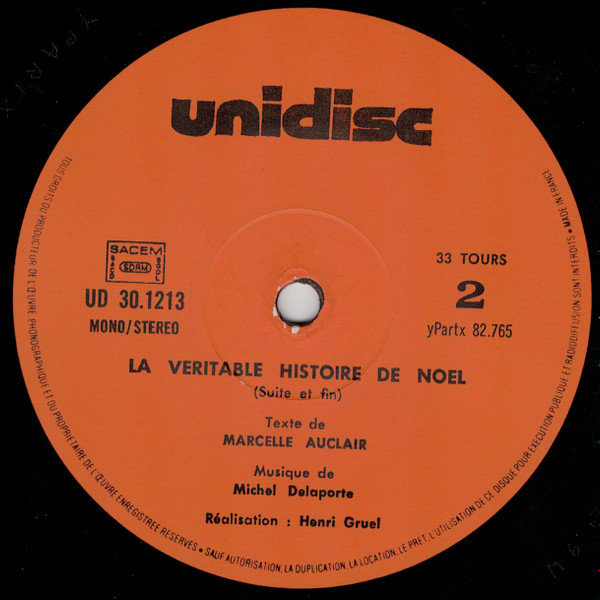 unidisc
SACEM
SDRM
UD 30.1213
MONO/STEREO
33 TOURS
2
yPartx 82.765
LA VERITABLE HISTOIRE DE NOEL
(Suite et fin)
Texte de
MARCELLE AUCLAIR
Musique de
Michel Delaporte
Réalisation : Henri Gruel
TOUS DROITS DU PRODUCTEUR DE L'ŒUVRE PHONOGRAPHIQUE ET DU PROPRIETAIRE DE L'ŒUVRE ENREGISTREE RESERVES • SAUF AUTORISATION, LA DUPLICATION, LA LOCATION, LE PRET, L'UTILISATION DE CE DISQUE POUR EXECUTION PUBLIQUE ET RADIODIFFUSION SONT INTERDITS • MADE IN FRANCE
YPARTX